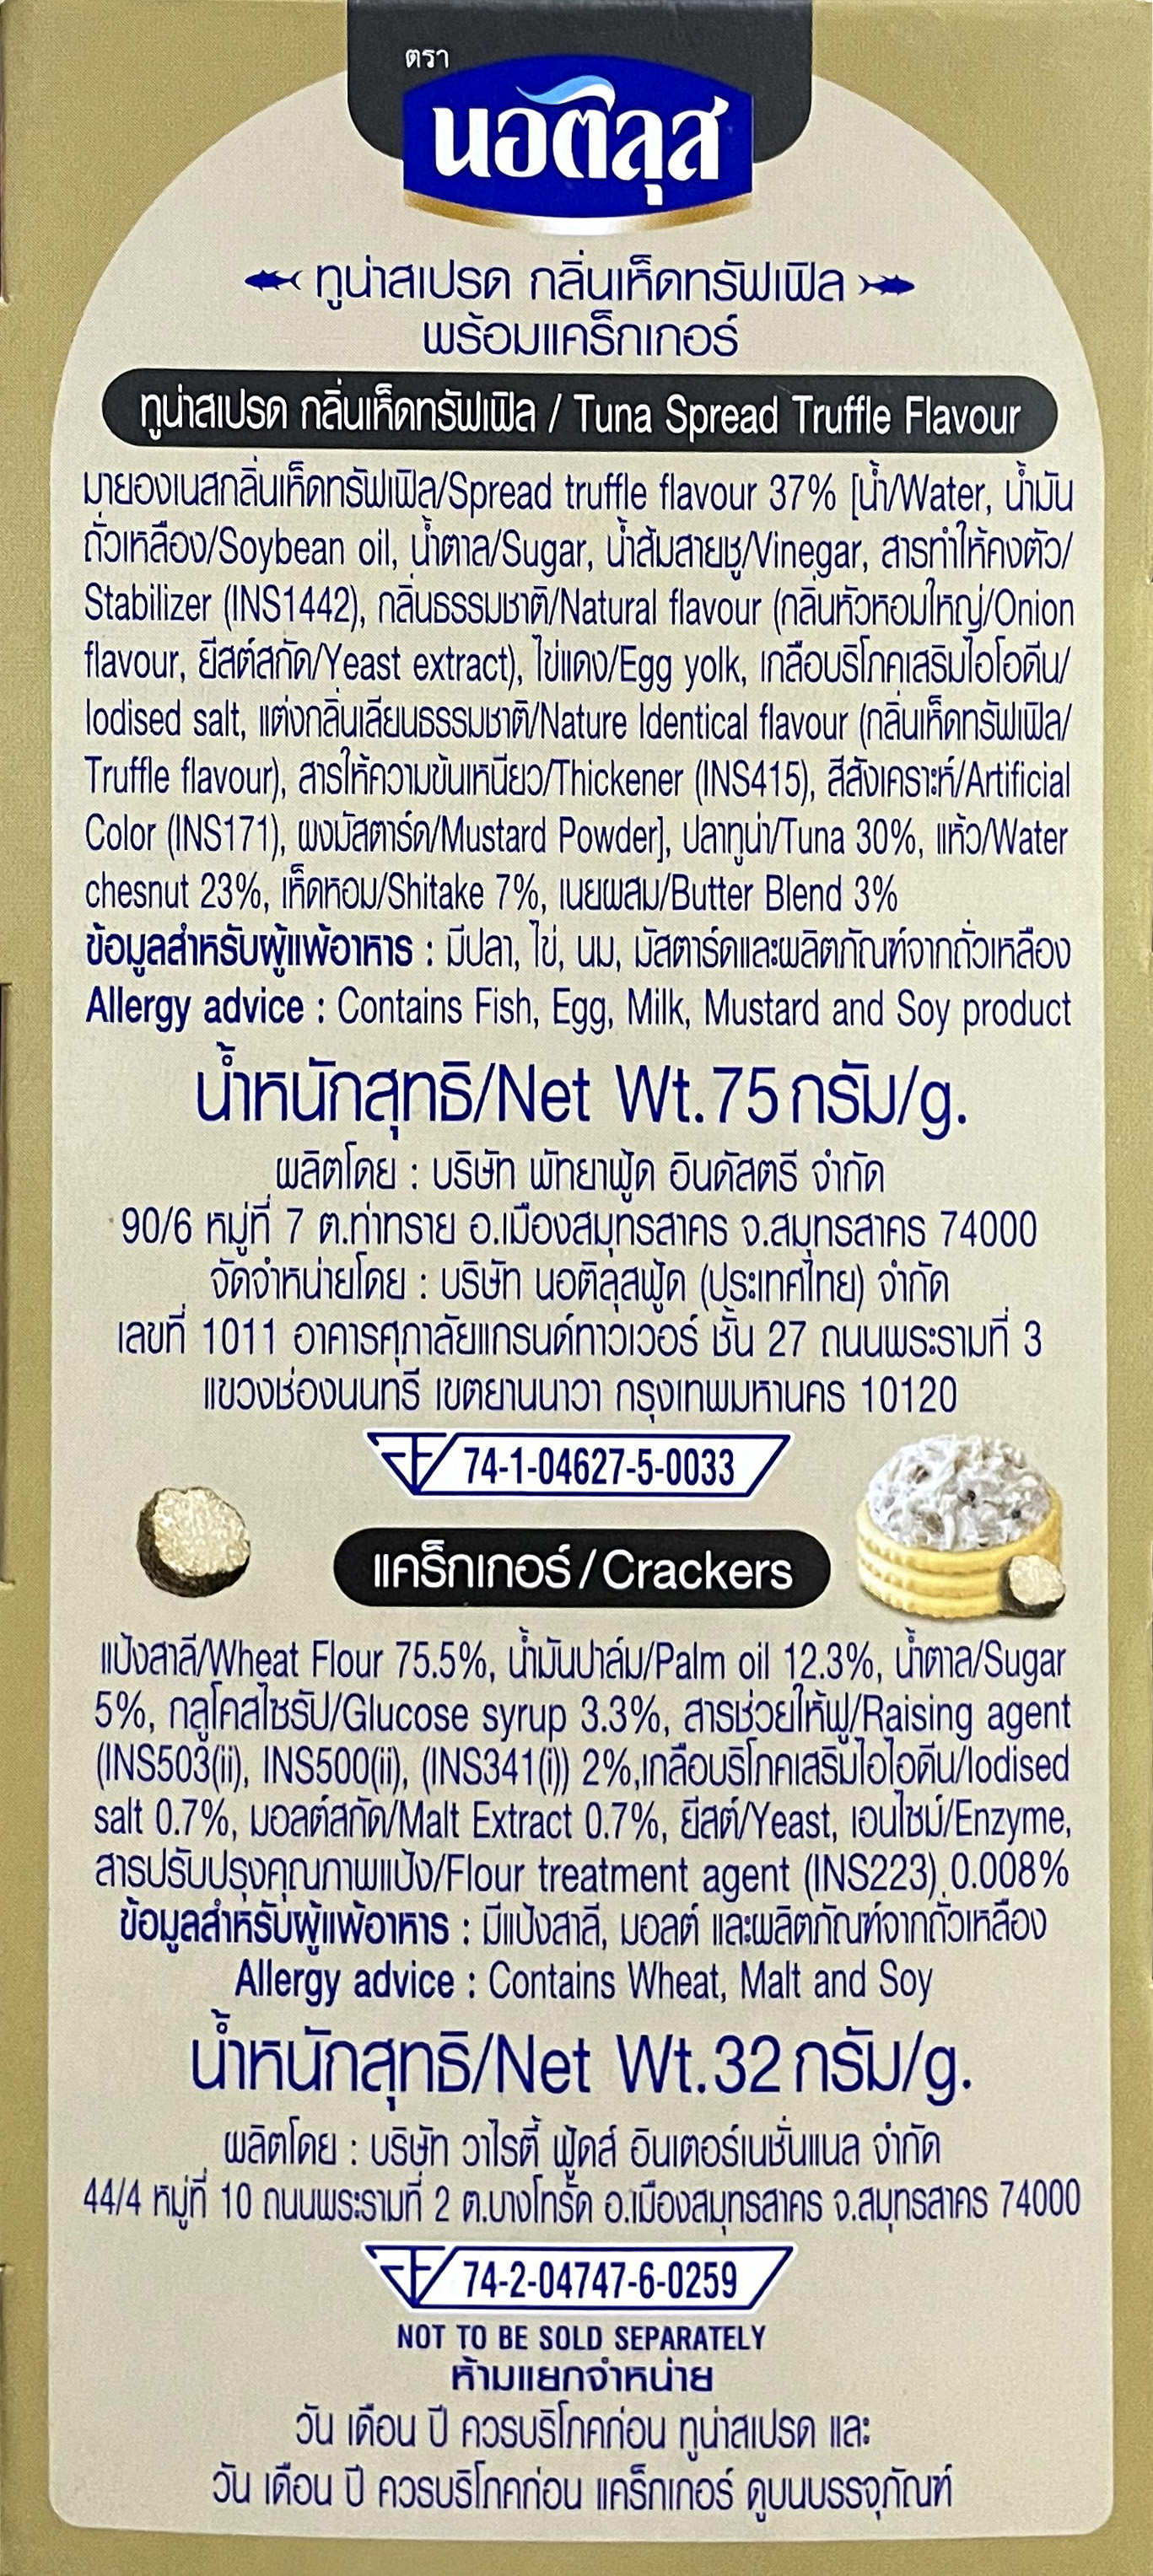 ตรา
นอติลุส
ทูน่าสเปรด กลิ่นเห็ดทรัฟเฟิล
พร้อมแคร็กเกอร์
ทูน่าสเปรด กลิ่นเห็ดทรัฟเฟิล / Tuna Spread Truffle Flavour
มายองเนสกลิ่นเห็ดทรัฟเฟิล/Spread truffle flavour 37% [น้ำ/Water, น้ำมัน
ถั่วเหลือง/Soybean oil, น้ำตาล/Sugar, น้ำส้มสายชู/Vinegar, สารทำให้คงตัว/
Stabilizer (INS1442), กลิ่นธรรมชาติ/Natural flavour (กลิ่นหัวหอมใหญ่/Onion
flavour, ยีสต์สกัด/Yeast extract), ไข่แดง/Egg yolk, เกลือบริโภคเสริมไอโอดีน/
Iodised salt, แต่งกลิ่นเลียนธรรมชาติ/Nature Identical flavour (กลิ่นเห็ดทรัฟเฟิล/
Truffle flavour), สารให้ความข้นเหนียว/Thickener (INS415), สีสังเคราะห์/Artificial
Color (INS171), ผงมัสตาร์ด/Mustard Powder], ปลาทูน่า/Tuna 30%, แห้ว/Water
chesnut 23%, เห็ดหอม/Shitake 7%, เนยผสม/Butter Blend 3%
ข้อมูลสำหรับผู้แพ้อาหาร : มีปลา, ไข่, นม, มัสตาร์ดและผลิตภัณฑ์จากถั่วเหลือง
Allergy advice : Contains Fish, Egg, Milk, Mustard and Soy product
น้ำหนักสุทธิ/Net Wt.75 กรัม/g.
ผลิตโดย : บริษัท พัทยาฟู้ด อินดัสตรี จำกัด
90/6 หมู่ที่ 7 ต.ท่าทราย อ.เมืองสมุทรสาคร จ.สมุทรสาคร 74000
จัดจำหน่ายโดย : บริษัท นอติลุสฟู้ด (ประเทศไทย) จำกัด
เลขที่ 1011 อาคารศุภาลัยแกรนด์ทาวเวอร์ ชั้น 27 ถนนพระรามที่ 3
แขวงช่องนนทรี เขตยานนาวา กรุงเทพมหานคร 10120
74-1-04627-5-0033
แคร็กเกอร์ / Crackers
แป้งสาลี/Wheat Flour 75.5%, น้ำมันปาล์ม/Palm oil 12.3%, น้ำตาล/Sugar
5%, กลูโคสไซรัป/Glucose syrup 3.3%, สารช่วยให้ฟู/Raising agent
(INS503(ii), INS500(ii), (INS341(i)) 2%,เกลือบริโภคเสริมไอโอดีน/Iodised
salt 0.7%, มอลต์สกัด/Malt Extract 0.7%, ยีสต์/Yeast, เอนไซม์/Enzyme,
สารปรับปรุงคุณภาพแป้ง/Flour treatment agent (INS223) 0.008%
ข้อมูลสำหรับผู้แพ้อาหาร : มีแป้งสาลี, มอลต์ และผลิตภัณฑ์จากถั่วเหลือง
Allergy advice : Contains Wheat, Malt and Soy
น้ำหนักสุทธิ/Net Wt.32 กรัม/g.
ผลิตโดย : บริษัท วาไรตี้ ฟู้ดส์ อินเตอร์เนชั่นแนล จำกัด
44/4 หมู่ที่ 10 ถนนพระรามที่ 2 ต.บางโทรัด อ.เมืองสมุทรสาคร จ.สมุทรสาคร 74000
74-2-04747-6-0259
NOT TO BE SOLD SEPARATELY
ห้ามแยกจำหน่าย
วัน เดือน ปี ควรบริโภคก่อน ทูน่าสเปรด และ
วัน เดือน ปี ควรบริโภคก่อน แคร็กเกอร์ ดูบนบรรจุภัณฑ์